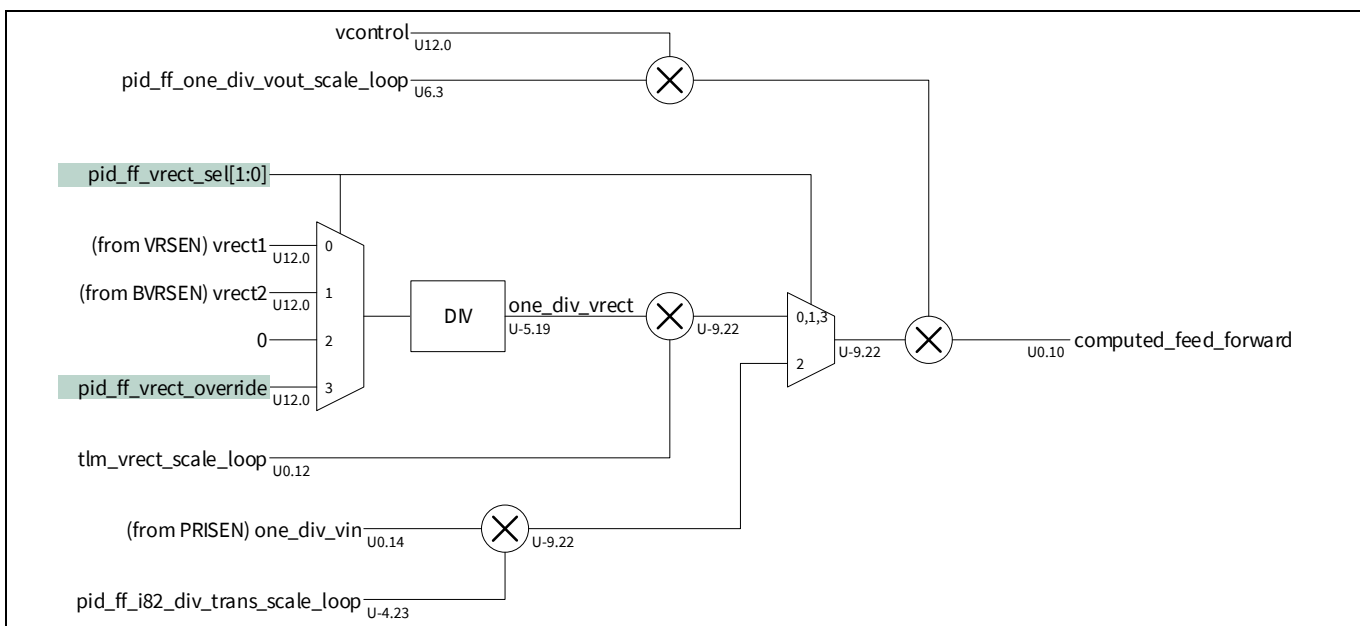 vcontrol
U12.0
pid_ff_one_div_vout_scale_loop
U6.3
pid_ff_vrect_sel[1:0]
(from VRSEN) vrect1
U12.0
0
(from BVRSEN) vrect2
U12.0
1
0
2
pid_ff_vrect_override
U12.0
3
DIV
one_div_vrect
U-5.19
U-9.22
0,1,3
2
U-9.22
U0.10
computed_feed_forward
tlm_vrect_scale_loop
U0.12
(from PRISEN) one_div_vin
U0.14
U-9.22
pid_ff_i82_div_trans_scale_loop
U-4.23